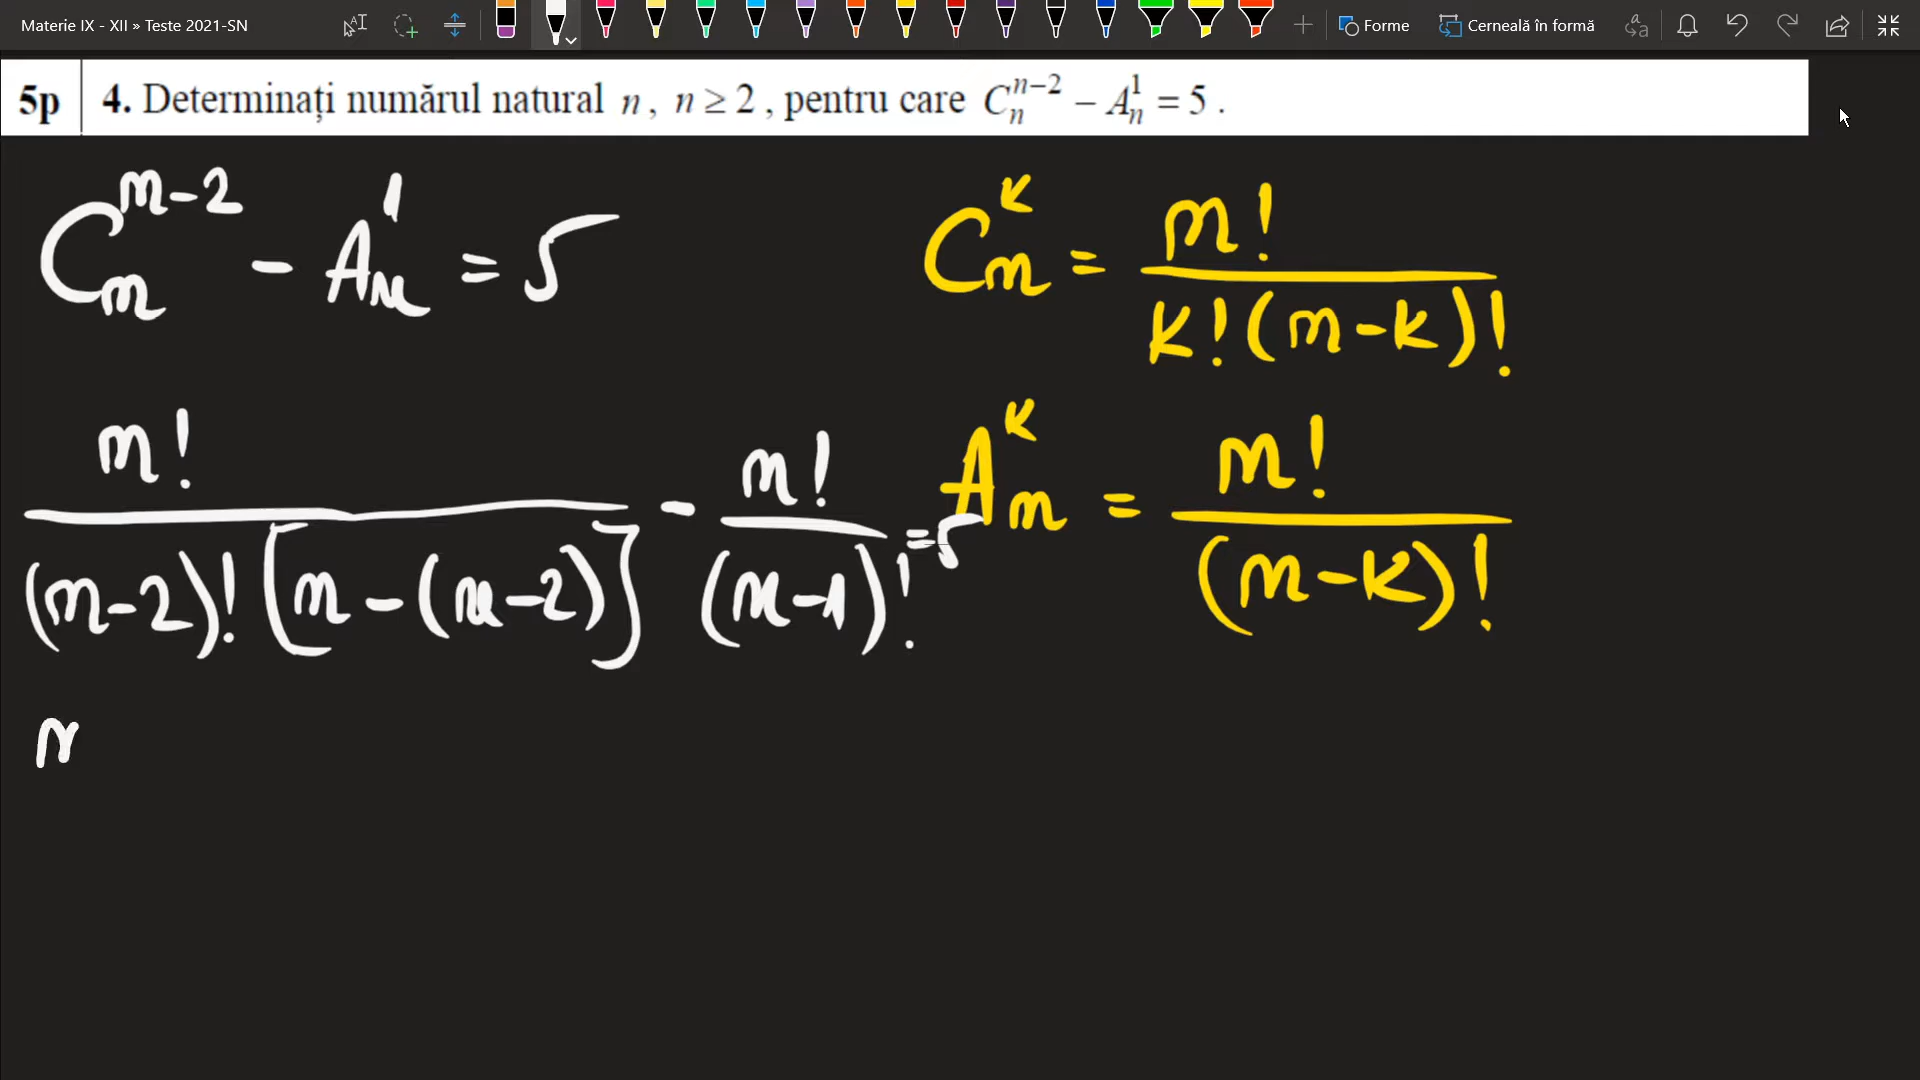 Materie IX - XII » Teste 2021-SN
Forme
Cerneală în formă
5p 4. Determinați numărul natural n, n ≥ 2, pentru care C_n^{n-2} − A_n^1 = 5.
C_n^{n-2} - A_n^1 = 5
C_n^k = n! / k!(n-k)!
n! / (n-2)![n-(n-2)] - n! / (n-1)! = 5
A_n^k = n! / (n-k)!
n